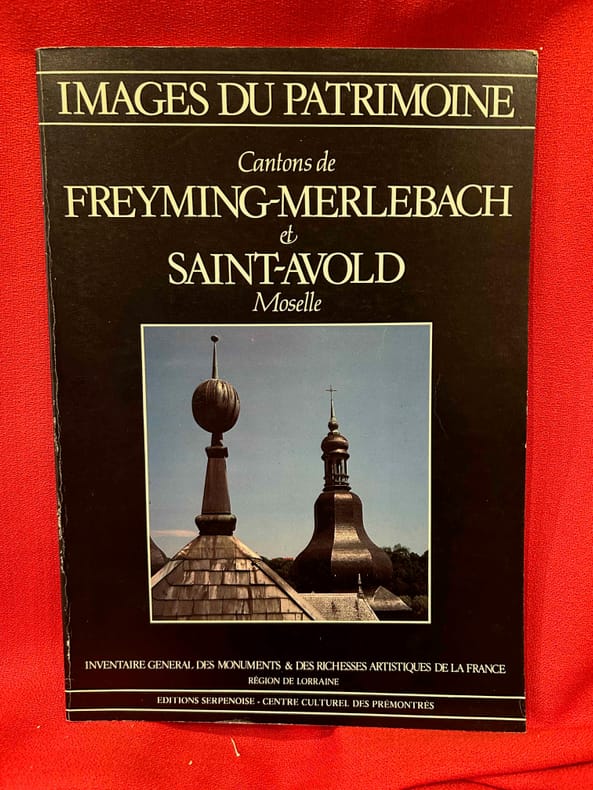 IMAGES DU PATRIMOINE
Cantons de
FREYMING-MERLEBACH
et
SAINT-AVOLD
Moselle
INVENTAIRE GENERAL DES MONUMENTS & DES RICHESSES ARTISTIQUES DE LA FRANCE
RÉGION DE LORRAINE
EDITIONS SERPENOISE - CENTRE CULTUREL DES PRÉMONTRÉS